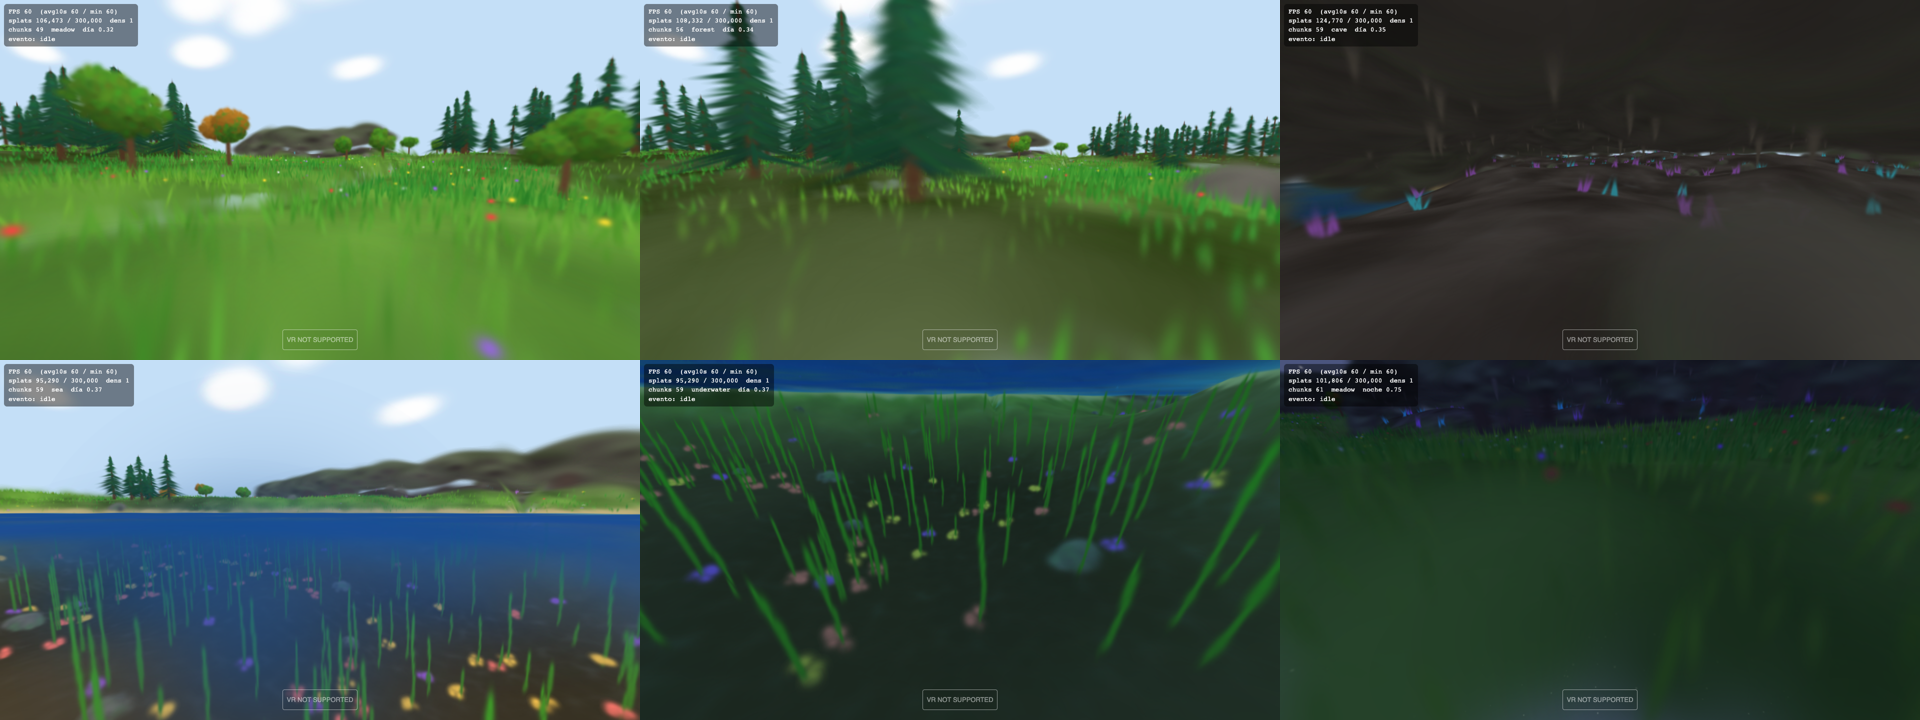 FPS 60 (avg10s 60 / min 60)
splats 106,473 / 300,000 dens 1
chunks 49 meadow dia 0.32
evento: idle
VR NOT SUPPORTED
FPS 60 (avg10s 60 / min 60)
splats 108,332 / 300,000 dens 1
chunks 56 forest dia 0.34
evento: idle
VR NOT SUPPORTED
FPS 60 (avg10s 60 / min 60)
splats 124,770 / 300,000 dens 1
chunks 59 cave dia 0.35
evento: idle
VR NOT SUPPORTED
FPS 60 (avg10s 60 / min 60)
splats 95,290 / 300,000 dens 1
chunks 59 sea dia 0.37
evento: idle
VR NOT SUPPORTED
FPS 60 (avg10s 60 / min 60)
splats 95,290 / 300,000 dens 1
chunks 59 underwater dia 0.37
evento: idle
VR NOT SUPPORTED
FPS 60 (avg10s 60 / min 60)
splats 101,806 / 300,000 dens 1
chunks 61 meadow noche 0.75
evento: idle
VR NOT SUPPORTED